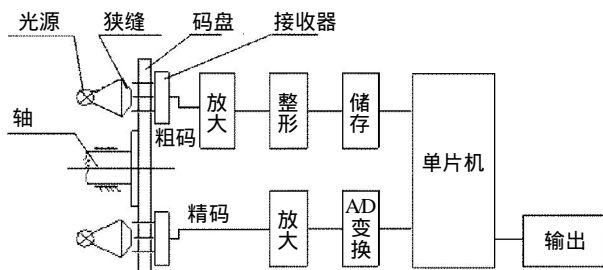 光源 狭缝 码盘 接收器
轴
粗码
放大
整形
储存
单片机
精码
放大
A/D
变换
输出